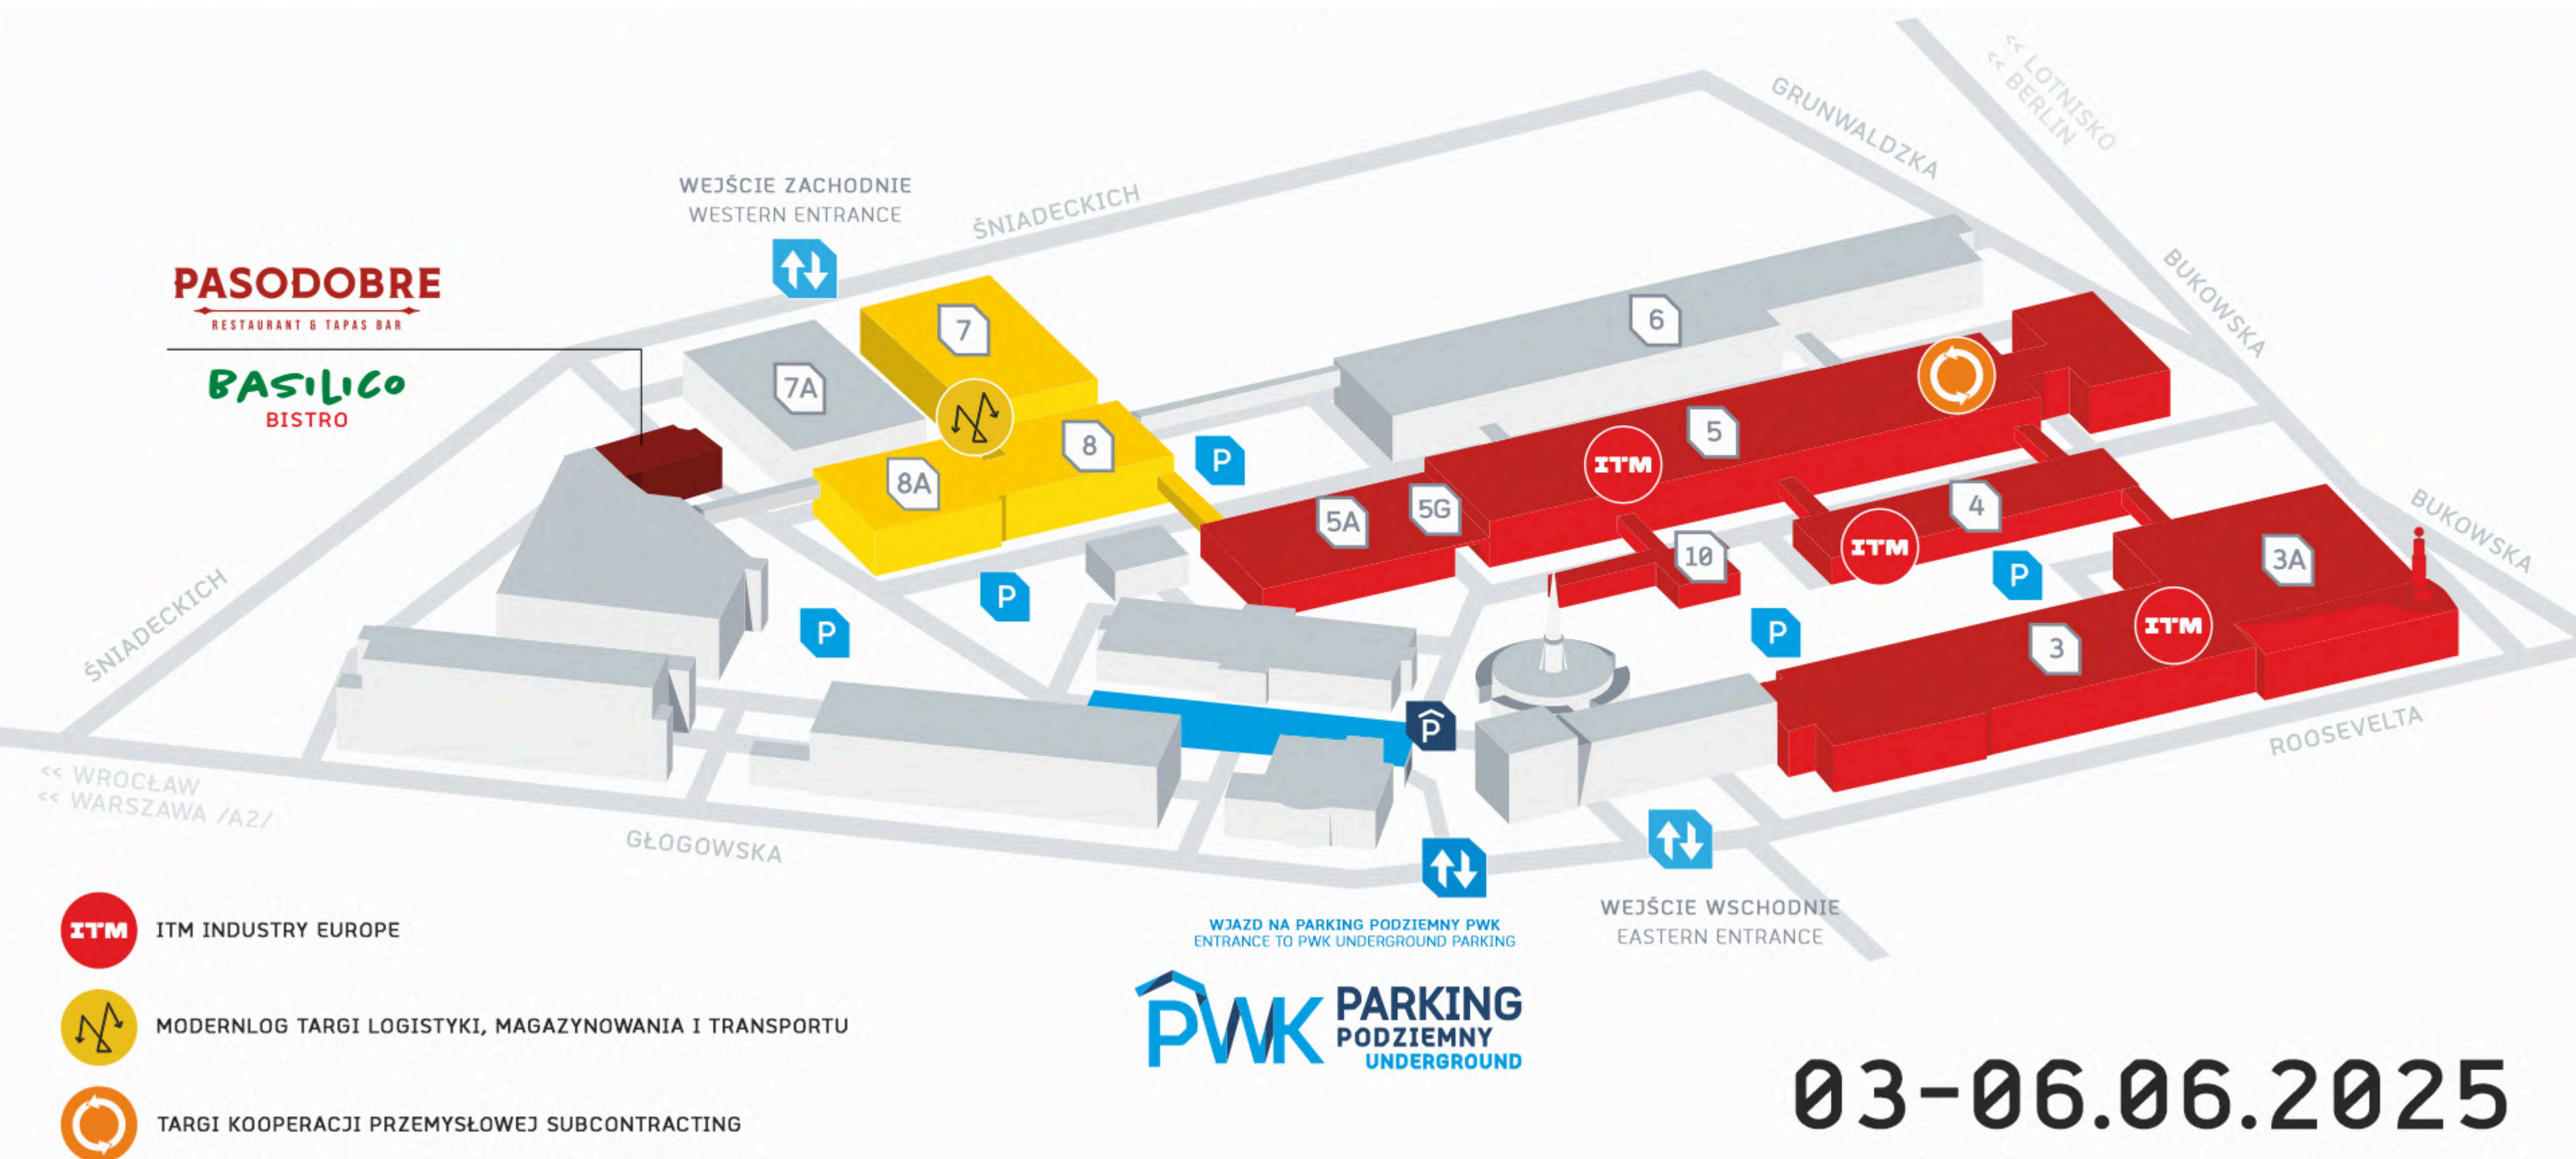 << LOTNISKO
<< BERLIN
GRUNWALDZKA
WEJŚCIE ZACHODNIE
WESTERN ENTRANCE
ŚNIADECKICH
BUKOWSKA
PASODOBRE
RESTAURANT & TAPAS BAR
BASILICO
BISTRO
7
6
7A
8
8A
P
5
ITM
5G
5A
4
10
ITM
BUKOWSKA
3A
P
P
P
P
3
ITM
ŚNIADECKICH
P
ROOSEVELTA
<< WROCŁAW
<< WARSZAWA /A2/
GŁOGOWSKA
WJAZD NA PARKING PODZIEMNY PWK
ENTRANCE TO PWK UNDERGROUND PARKING
WEJŚCIE WSCHODNIE
EASTERN ENTRANCE
ITM
ITM INDUSTRY EUROPE
MODERNLOG TARGI LOGISTYKI, MAGAZYNOWANIA I TRANSPORTU
TARGI KOOPERACJI PRZEMYSŁOWEJ SUBCONTRACTING
PWK
PARKING
PODZIEMNY
UNDERGROUND
03-06.06.2025